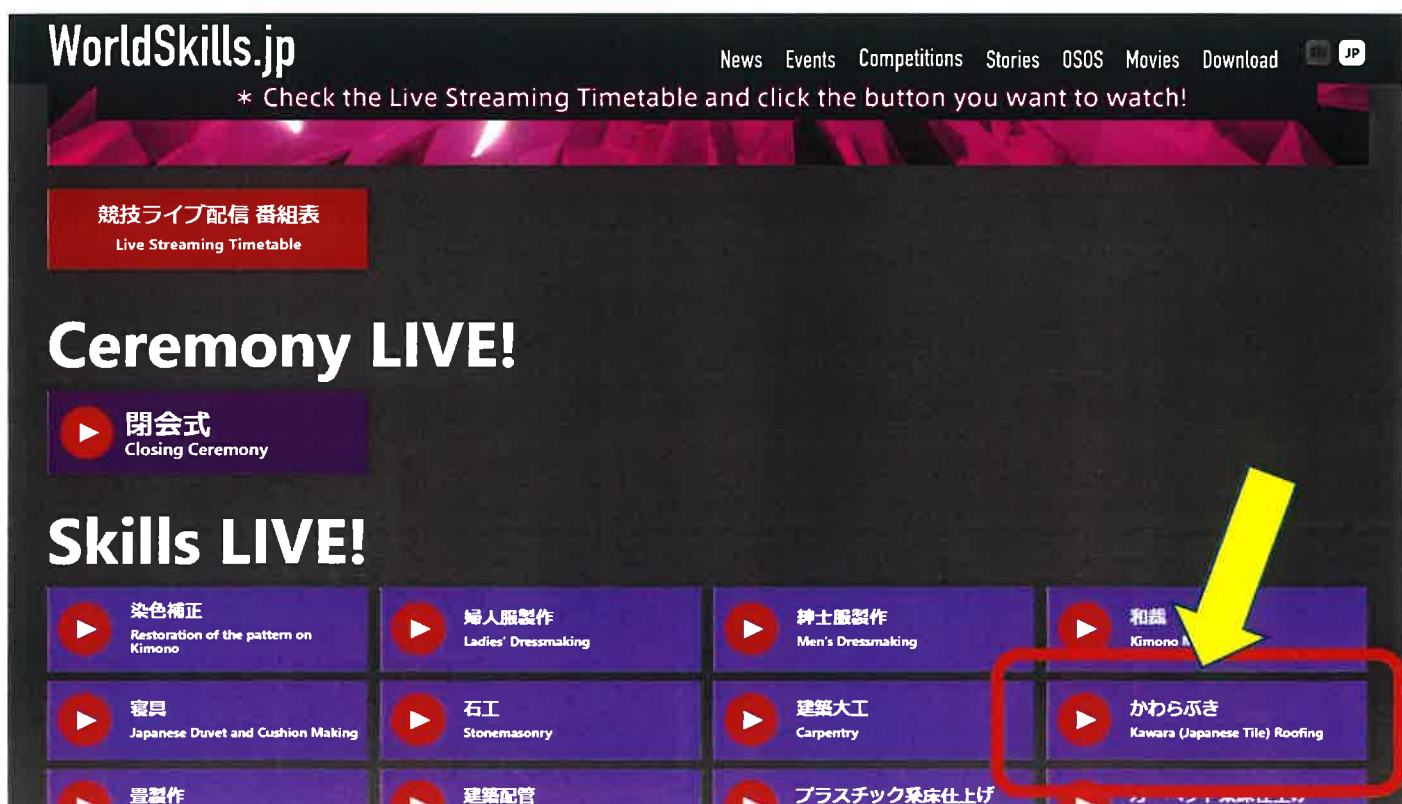 WorldSkills.jp
News Events Competitions Stories OSOS Movies Download JP
* Check the Live Streaming Timetable and click the button you want to watch!
競技ライブ配信 番組表
Live Streaming Timetable
Ceremony LIVE!
閉会式
Closing Ceremony
Skills LIVE!
染色補正
Restoration of the pattern on
Kimono
婦人服製作
Ladies' Dressmaking
紳士服製作
Men's Dressmaking
和裁
Kimono
寝具
Japanese Duvet and Cushion Making
石工
Stonemasonry
建築大工
Carpentry
かわらぶき
Kawara (Japanese Tile) Roofing
畳製作
建築配管
プラスチック系床仕上げ